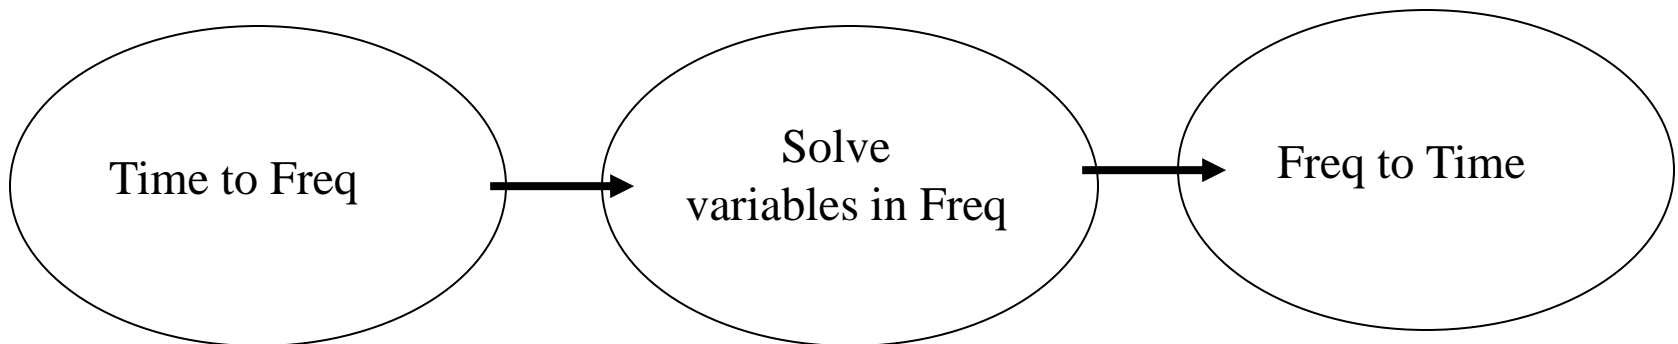 Time to Freq
Solve
variables in Freq
Freq to Time